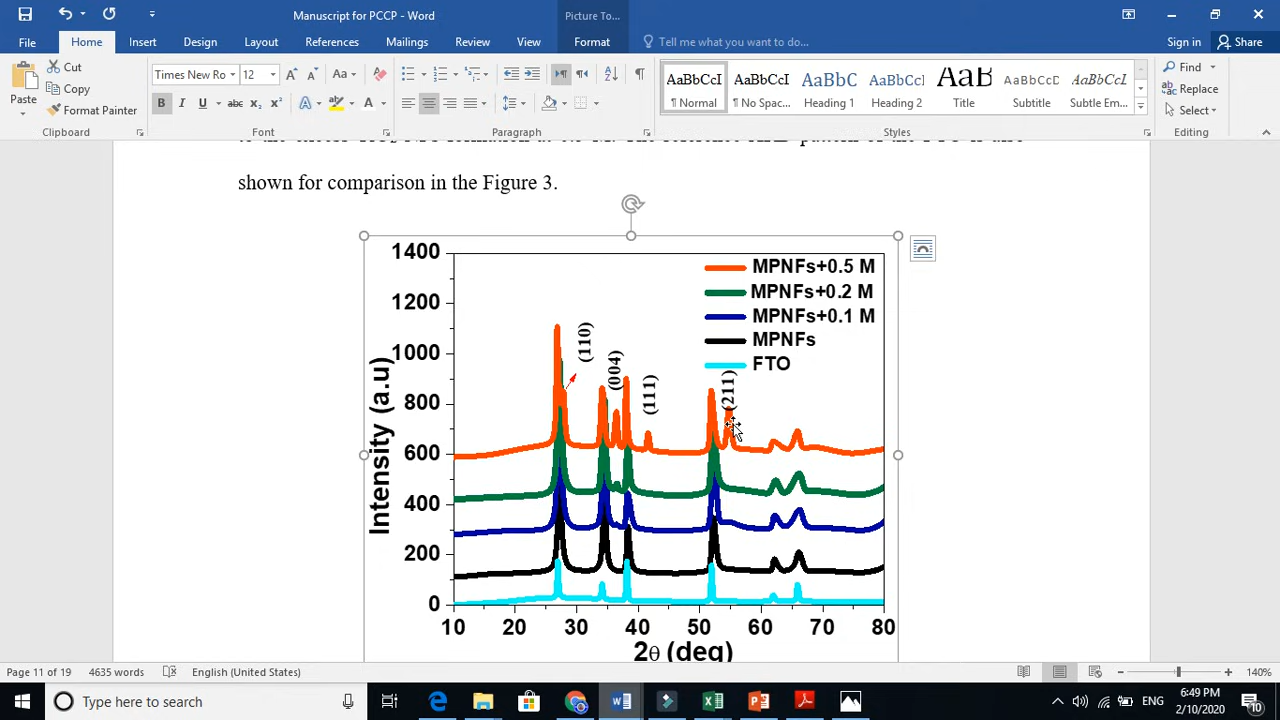 Manuscript for PCCP - Word
Picture To...
File
Home
Insert
Design
Layout
References
Mailings
Review
View
Format
Tell me what you want to do...
Sign in
Share
Paste
Cut
Copy
Format Painter
Clipboard
Times New Ro
12
Font
Paragraph
AaBbCcI
¶ Normal
AaBbCcI
¶ No Spac...
AaBbC
Heading 1
AaBbCcI
Heading 2
AaB
Title
AaBbCcD
Subtitle
AaBbCcI
Subtle Em...
Styles
Find
Replace
Select
Editing
shown for comparison in the Figure 3.
1400
1200
1000
800
600
400
200
0
Intensity (a.u)
MPNFs+0.5 M
MPNFs+0.2 M
MPNFs+0.1 M
MPNFs
FTO
(110)
(004)
(111)
(211)
10 20 30 40 50 60 70 80
2θ (deg)
Page 11 of 19
4635 words
English (United States)
140%
Type here to search
ENG
6:49 PM
2/10/2020
10